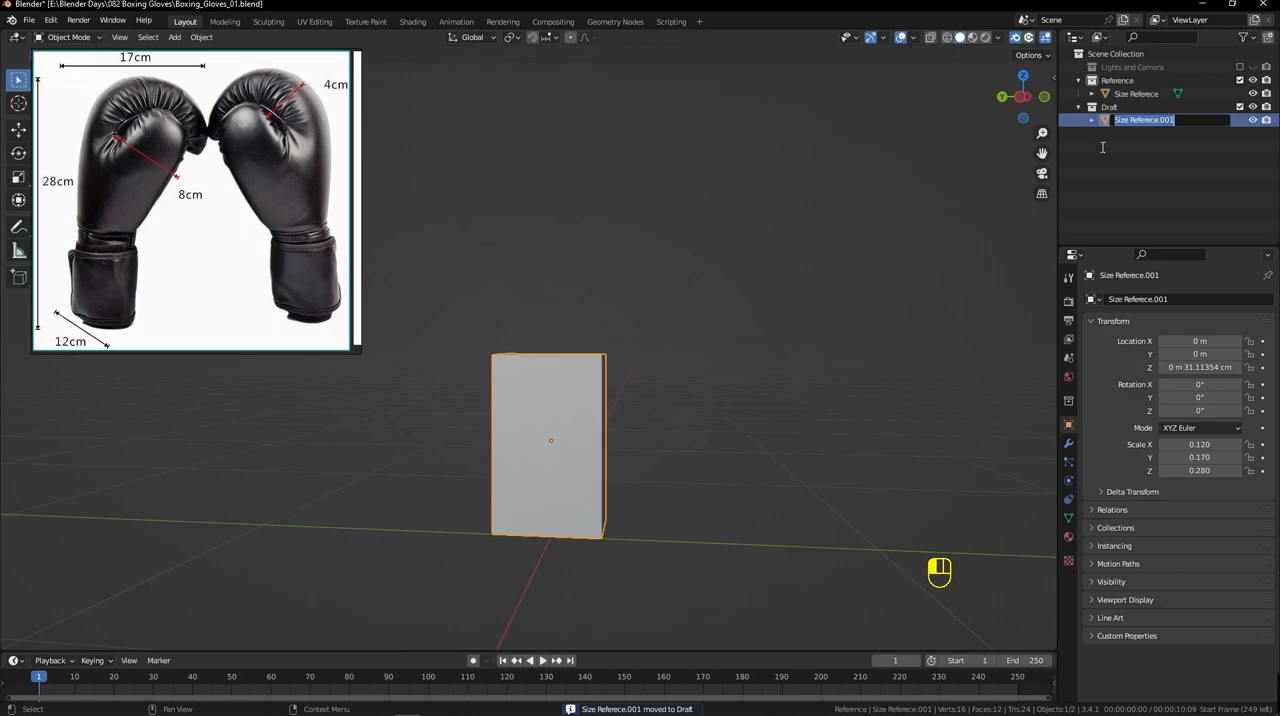 Blender* [E:\Blender Days\082 Boxing Gloves\Boxing_Gloves_01.blend]
File Edit Render Window Help Layout Modeling Sculpting UV Editing Texture Paint Shading Animation Rendering Compositing Geometry Nodes Scripting Scene ViewLayer
Object Mode View Select Add Object Global
Options
17cm
4cm
28cm
8cm
12cm
Z
Y
Scene Collection
Lights and Camera
Reference
Size Referece
Draft
Size Referece.001
Size Referece.001
Size Referece.001
Transform
Location X 0 m
Y 0 m
Z 0 m 31.11354 cm
Rotation X 0°
Y 0°
Z 0°
Mode XYZ Euler
Scale X 0.120
Y 0.170
Z 0.280
Delta Transform
Relations
Collections
Instancing
Motion Paths
Visibility
Viewport Display
Line Art
Custom Properties
Playback Keying View Marker 1 Start 1 End 250
1 10 20 30 40 50 60 70 80 90 100 110 120 130 140 150 160 170 180 190 200 210 220 230 240 250
Select Pan View Context Menu Size Referece.001 moved to Draft Reference | Size Referece.001 | Verts:16 | Faces:12 | Tris:24 | Objects:1/2 | 3.4.1 00:00:00:00 / 00:00:10:09 Start Frame (249 left)